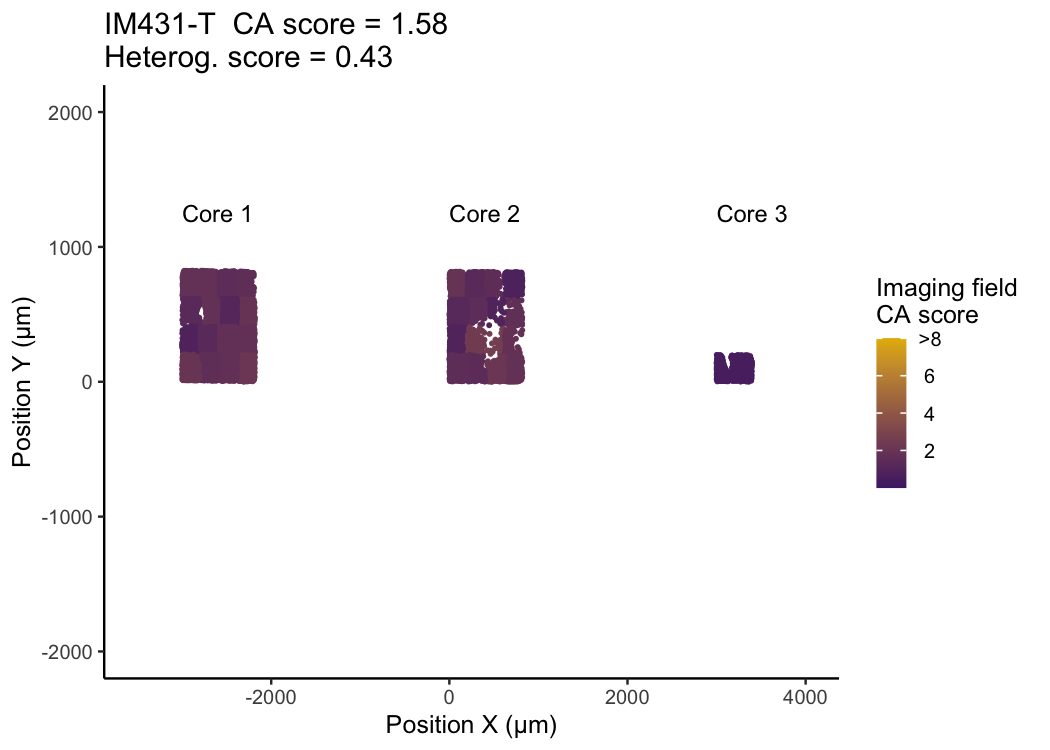 IM431-T  CA score = 1.58
Heterog. score = 0.43
2000
1000
0
-1000
-2000
Position Y (µm)
Core 1
Core 2
Core 3
-2000
0
2000
4000
Position X (µm)
Imaging field
CA score
>8
6
4
2